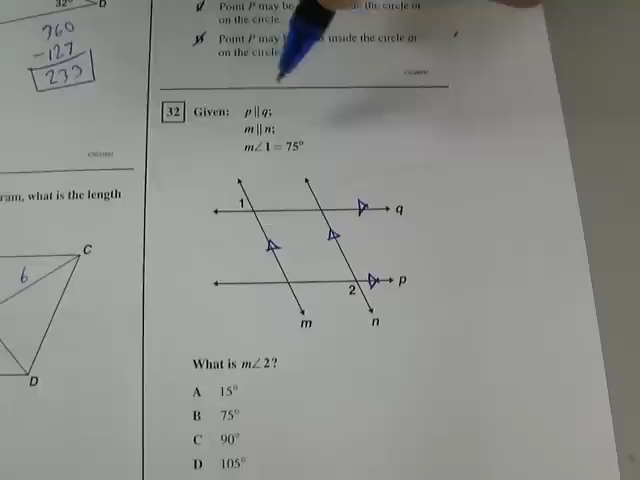 32° D
360
-127
233
Point P may be the circle or
on the circle.
Point P may inside the circle or
on the circle
32 Given: p || q;
m || n;
m∠1 = 75°
ram, what is the length
C
6
D
1
q
p
2
m
n
What is m∠2?
A 15°
B 75°
C 90°
D 105°